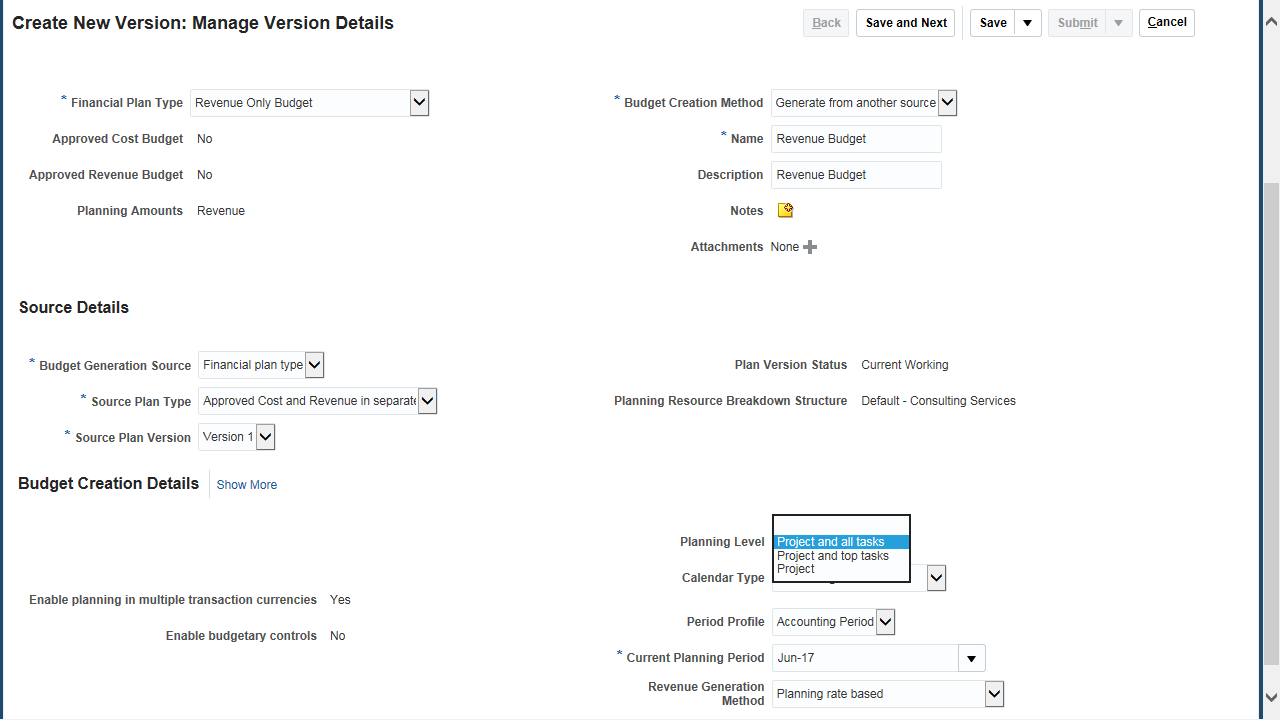 Create New Version: Manage Version Details
Back
Save and Next
Save
Submit
Cancel
* Financial Plan Type Revenue Only Budget
Approved Cost Budget No
Approved Revenue Budget No
Planning Amounts Revenue
* Budget Creation Method Generate from another source
* Name Revenue Budget
Description Revenue Budget
Notes
Attachments None
Source Details
* Budget Generation Source Financial plan type
* Source Plan Type Approved Cost and Revenue in separate
* Source Plan Version Version 1
Plan Version Status Current Working
Planning Resource Breakdown Structure Default - Consulting Services
Budget Creation Details Show More
Enable planning in multiple transaction currencies Yes
Enable budgetary controls No
Planning Level
Project and all tasks
Project and top tasks
Project
Calendar Type
Period Profile Accounting Period
* Current Planning Period Jun-17
Revenue Generation
Method Planning rate based